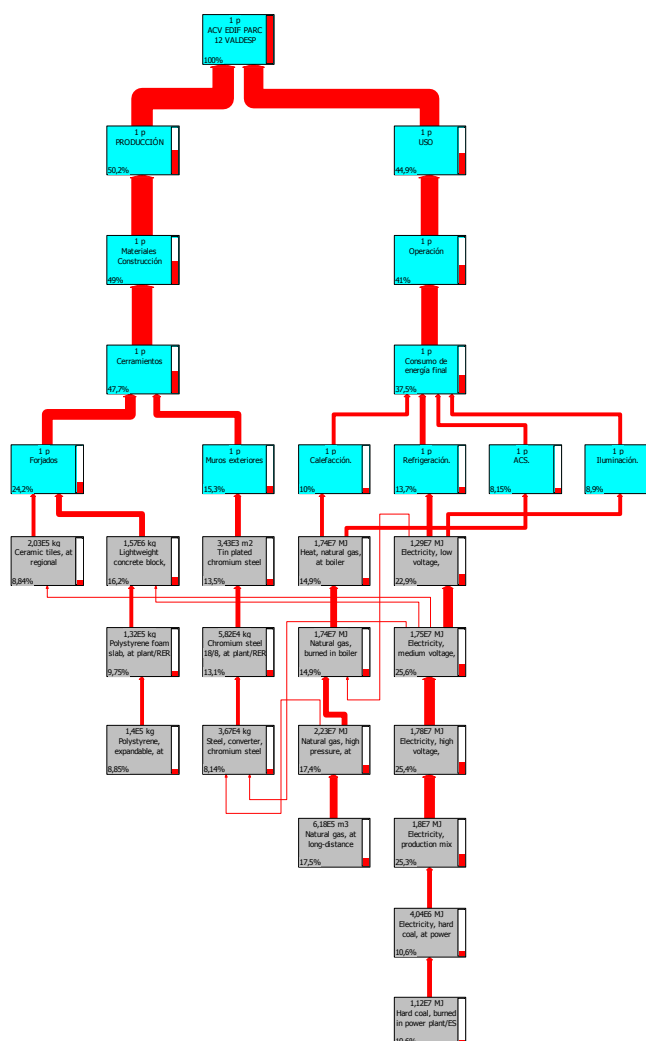 1 p
ACV EDIF PARC
12 VALDESP
100%
1 p
PRODUCCIÓN
50,2%
1 p
USO
44,9%
1 p
Materiales
Construcción
49%
1 p
Operación
41%
1 p
Cerramientos
47,7%
1 p
Consumo de
energía final
37,5%
1 p
Forjados
24,2%
1 p
Muros exteriores
15,3%
1 p
Calefacción.
10%
1 p
Refrigeración.
13,7%
1 p
ACS.
8,15%
1 p
Iluminación.
8,9%
2,03E5 kg
Ceramic tiles, at
regional
8,84%
1,57E6 kg
Lightweight
concrete block,
16,2%
3,43E3 m2
Tin plated
chromium steel
13,5%
1,74E7 MJ
Heat, natural gas,
at boiler
14,9%
1,29E7 MJ
Electricity, low
voltage,
22,9%
1,32E5 kg
Polystyrene foam
slab, at plant/RER
9,75%
5,82E4 kg
Chromium steel
18/8, at plant/RER
13,1%
1,74E7 MJ
Natural gas,
burned in boiler
14,9%
1,75E7 MJ
Electricity,
medium voltage,
25,6%
1,4E5 kg
Polystyrene,
expandable, at
8,85%
3,67E4 kg
Steel, converter,
chromium steel
8,14%
2,23E7 MJ
Natural gas, high
pressure, at
17,4%
1,78E7 MJ
Electricity, high
voltage,
25,4%
6,18E5 m3
Natural gas, at
long-distance
17,5%
1,8E7 MJ
Electricity,
production mix
25,3%
4,04E6 MJ
Electricity, hard
coal, at power
10,6%
1,12E7 MJ
Hard coal, burned
in power plant/ES
10,6%